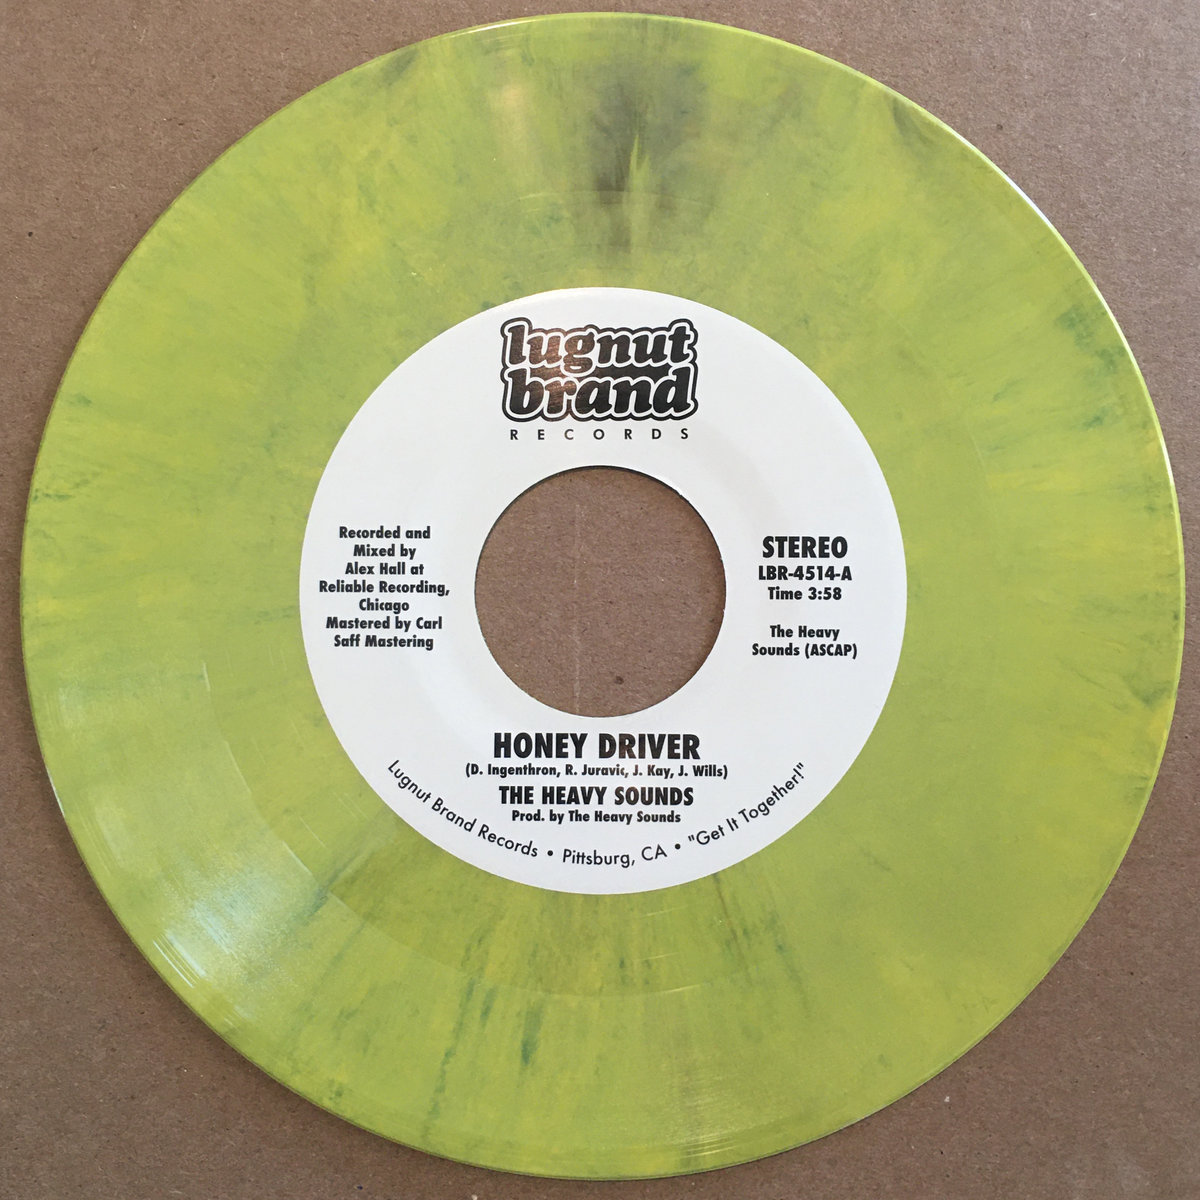 lugnut
brand
RECORDS
Recorded and
Mixed by
Alex Hall at
Reliable Recording,
Chicago
Mastered by Carl
Saff Mastering
STEREO
LBR-4514-A
Time 3:58
The Heavy
Sounds (ASCAP)
HONEY DRIVER
(D. Ingenthron, R. Juravic, J. Kay, J. Wills)
THE HEAVY SOUNDS
Prod. by The Heavy Sounds
Lugnut Brand Records • Pittsburg, CA • "Get It Together!"